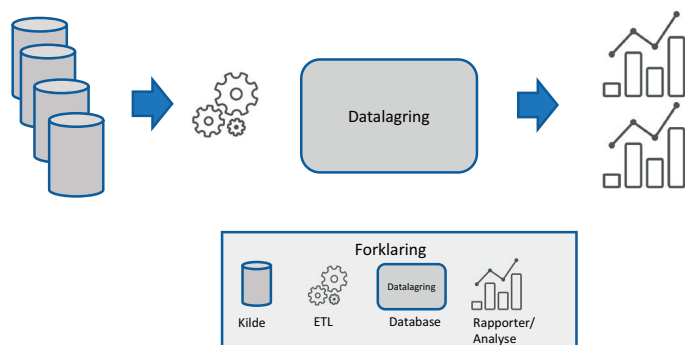 Datalagring
Forklaring
Datalagring
Kilde
ETL
Database
Rapporter/
Analyse